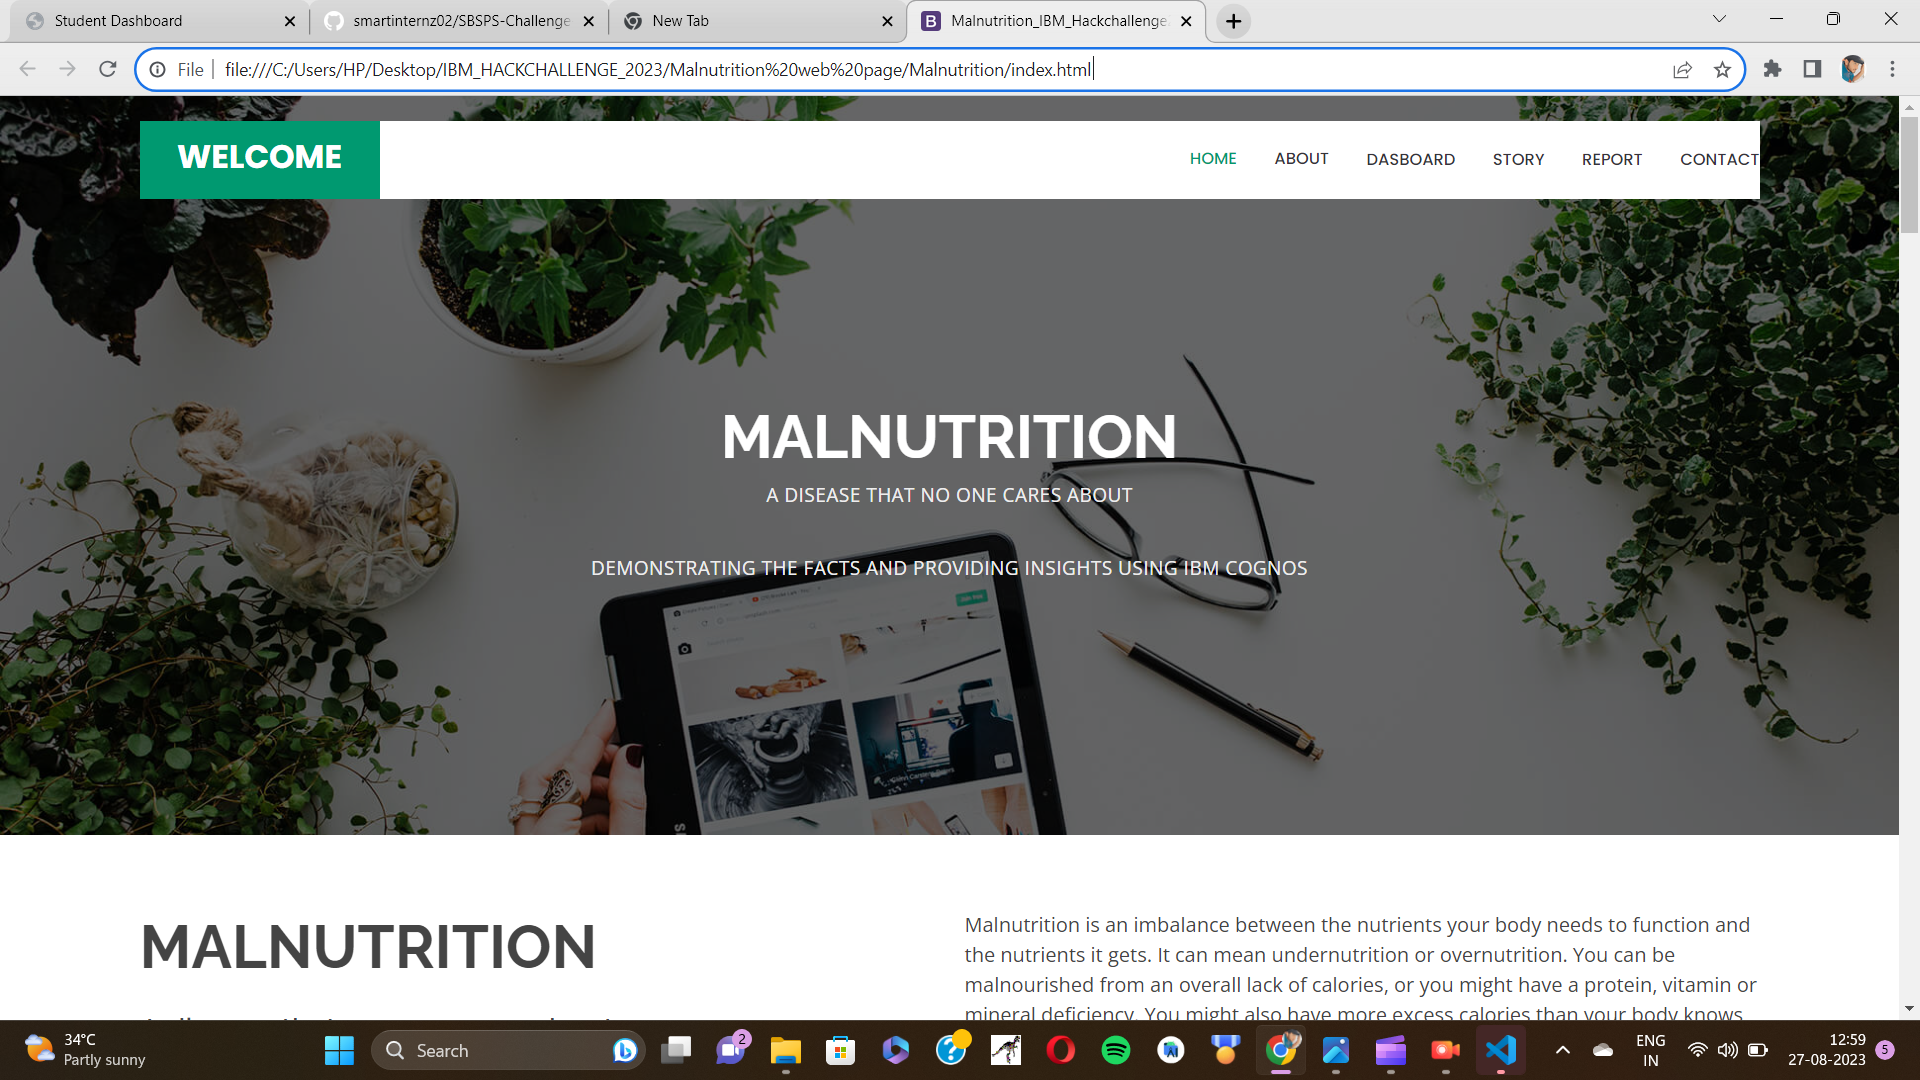 Student Dashboard
smartinternz02/SBSPS-Challenge
New Tab
Malnutrition_IBM_Hackchallenge
File
file:///C:/Users/HP/Desktop/IBM_HACKCHALLENGE_2023/Malnutrition%20web%20page/Malnutrition/index.html
WELCOME
HOME ABOUT DASBOARD STORY REPORT CONTACT
MALNUTRITION
A DISEASE THAT NO ONE CARES ABOUT
DEMONSTRATING THE FACTS AND PROVIDING INSIGHTS USING IBM COGNOS
MALNUTRITION
Malnutrition is an imbalance between the nutrients your body needs to function and
the nutrients it gets. It can mean undernutrition or overnutrition. You can be
malnourished from an overall lack of calories, or you might have a protein, vitamin or
mineral deficiency. You might also have more excess calories than your body knows
34°C
Partly sunny
Search
2
ENG
IN
12:59
27-08-2023
5